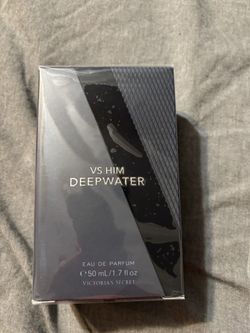 VS HIM
DEEPWATER
EAU DE PARFUM
℮ 50 mL/1.7 fl oz
VICTORIA'S SECRET